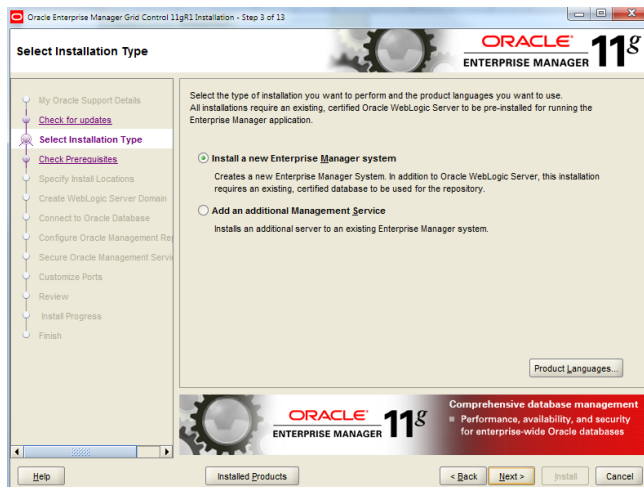 Oracle Enterprise Manager Grid Control 11gR1 Installation - Step 3 of 13
Select Installation Type
ORACLE
ENTERPRISE MANAGER 11g
My Oracle Support Details
Check for updates
Select Installation Type
Check Prerequisites
Specify Install Locations
Create WebLogic Server Domain
Connect to Oracle Database
Configure Oracle Management Re
Secure Oracle Management Servi
Customize Ports
Review
Install Progress
Finish
Select the type of installation you want to perform and the product languages you want to use.
All installations require an existing, certified Oracle WebLogic Server to be pre-installed for running the
Enterprise Manager application.
Install a new Enterprise Manager system
Creates a new Enterprise Manager System. In addition to Oracle WebLogic Server, this installation
requires an existing, certified database to be used for the repository.
Add an additional Management Service
Installs an additional server to an existing Enterprise Manager system.
Product Languages...
ORACLE
ENTERPRISE MANAGER 11g
Comprehensive database management
Performance, availability, and security
for enterprise-wide Oracle databases
Help
Installed Products
< Back
Next >
Install
Cancel